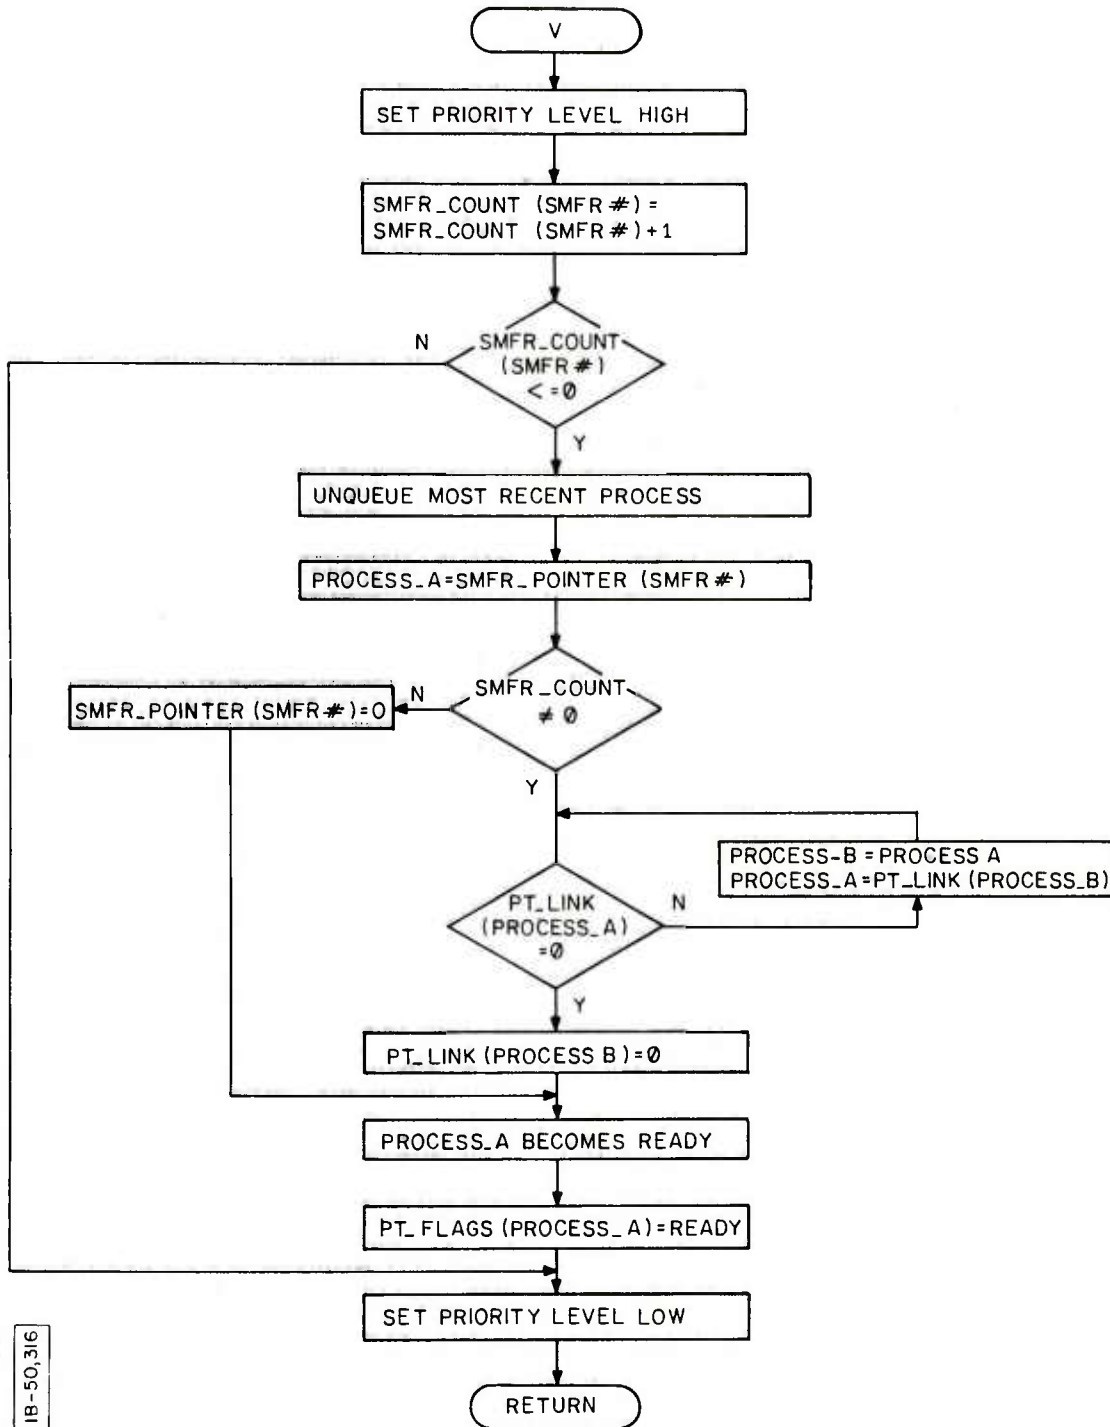 V
SET PRIORITY LEVEL HIGH
SMFR_COUNT (SMFR#)=
SMFR_COUNT (SMFR#)+1
SMFR_COUNT
(SMFR#)
<=0
N
Y
UNQUEUE MOST RECENT PROCESS
PROCESS_A=SMFR_POINTER (SMFR#)
SMFR_COUNT
≠ 0
N
SMFR_POINTER (SMFR#)=0
Y
PROCESS-B=PROCESS A
PROCESS_A=PT_LINK (PROCESS_B)
PT_LINK
(PROCESS_A)
=0
N
Y
PT_LINK (PROCESS B)=0
PROCESS_A BECOMES READY
PT_FLAGS (PROCESS_A)=READY
SET PRIORITY LEVEL LOW
RETURN
IB-50,316